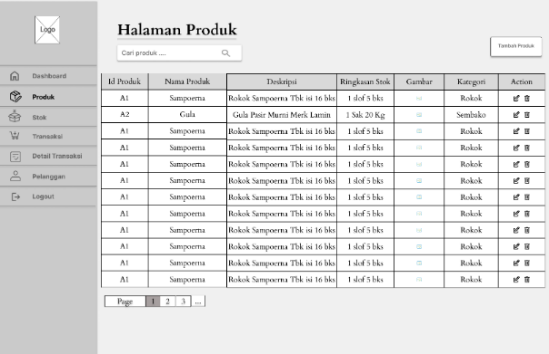 Logo
Halaman Produk
Cari produk ....
Tambah Produk
Dashboard
Produk
Stok
Transaksi
Detail Transaksi
Pelanggan
Logout
Id Produk Nama Produk Deskripsi Ringkasan Stok Gambar Kategori Action
A1 Sampoerna Rokok Sampoerna Tbk isi 16 bks 1 slof 5 bks Rokok
A2 Gula Gula Pasir Murni Merk Lamin 1 Sak 20 Kg Sembako
A1 Sampoerna Rokok Sampoerna Tbk isi 16 bks 1 slof 5 bks Rokok
A1 Sampoerna Rokok Sampoerna Tbk isi 16 bks 1 slof 5 bks Rokok
A1 Sampoerna Rokok Sampoerna Tbk isi 16 bks 1 slof 5 bks Rokok
A1 Sampoerna Rokok Sampoerna Tbk isi 16 bks 1 slof 5 bks Rokok
A1 Sampoerna Rokok Sampoerna Tbk isi 16 bks 1 slof 5 bks Rokok
A1 Sampoerna Rokok Sampoerna Tbk isi 16 bks 1 slof 5 bks Rokok
A1 Sampoerna Rokok Sampoerna Tbk isi 16 bks 1 slof 5 bks Rokok
A1 Sampoerna Rokok Sampoerna Tbk isi 16 bks 1 slof 5 bks Rokok
A1 Sampoerna Rokok Sampoerna Tbk isi 16 bks 1 slof 5 bks Rokok
A1 Sampoerna Rokok Sampoerna Tbk isi 16 bks 1 slof 5 bks Rokok
Page 1 2 3 ...